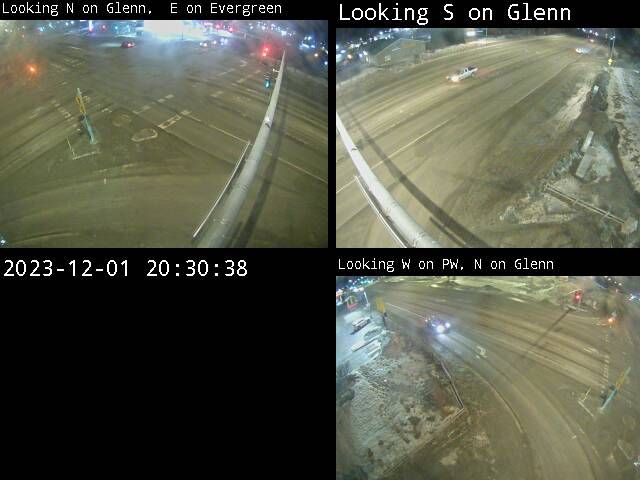 Looking N on Glenn,  E on Evergreen
Looking S on Glenn
2023-12-01 20:30:38
Looking W on PW, N on Glenn